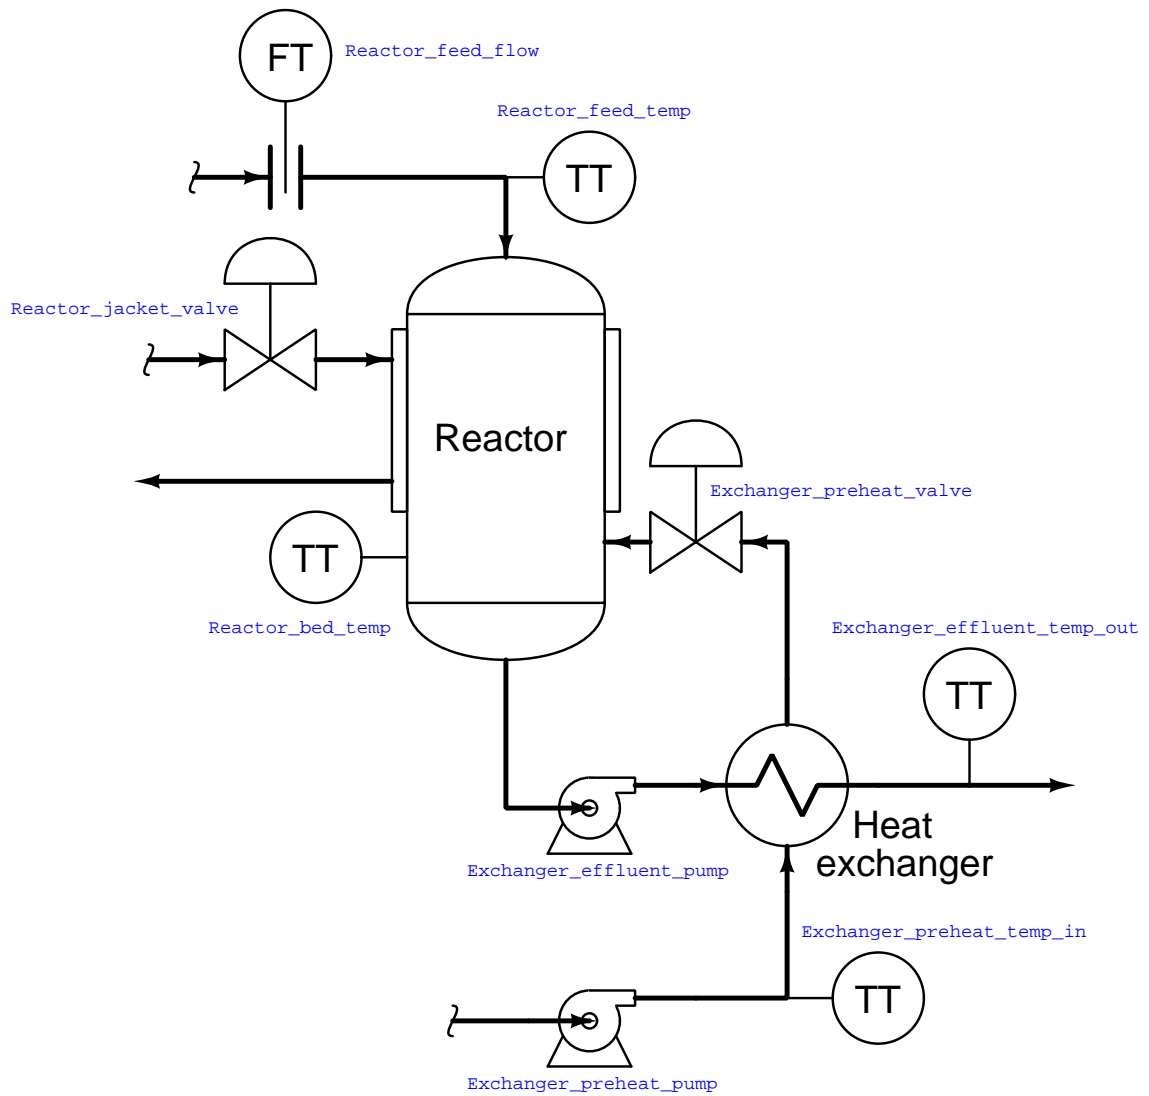 FT
Reactor_feed_flow
Reactor_feed_temp
TT
Reactor_jacket_valve
Reactor
Exchanger_preheat_valve
TT
Reactor_bed_temp
Exchanger_effluent_temp_out
TT
Heat
exchanger
Exchanger_effluent_pump
Exchanger_preheat_temp_in
TT
Exchanger_preheat_pump